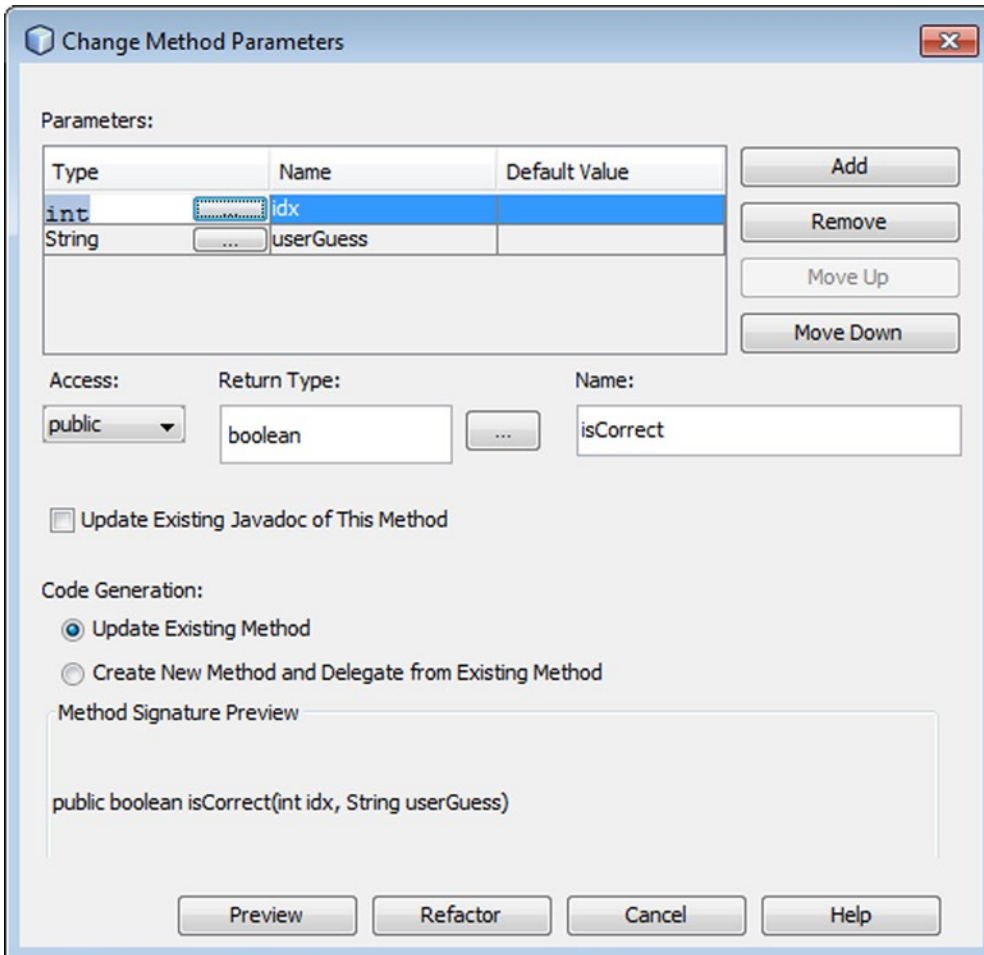 Change Method Parameters
Parameters:
Type Name Default Value
int ... idx
String ... userGuess
Add
Remove
Move Up
Move Down
Access: Return Type: Name:
public boolean ... isCorrect
Update Existing Javadoc of This Method
Code Generation:
Update Existing Method
Create New Method and Delegate from Existing Method
Method Signature Preview
public boolean isCorrect(int idx, String userGuess)
Preview Refactor Cancel Help